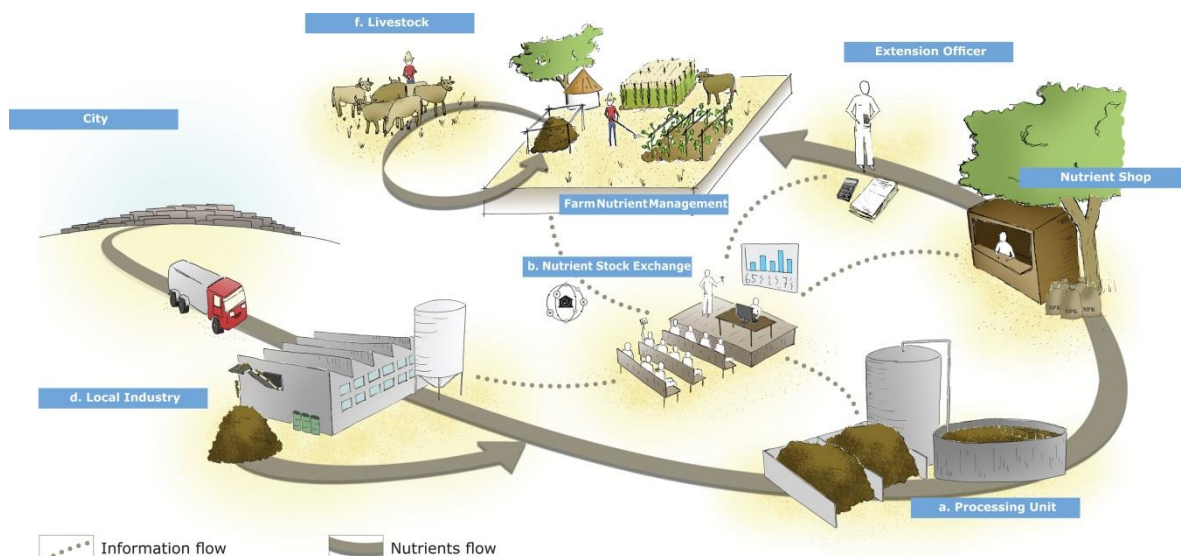 f. Livestock
Extension Officer
City
Nutrient Shop
Farm Nutrient Management
b. Nutrient Stock Exchange
d. Local Industry
a. Processing Unit
Information flow
Nutrients flow